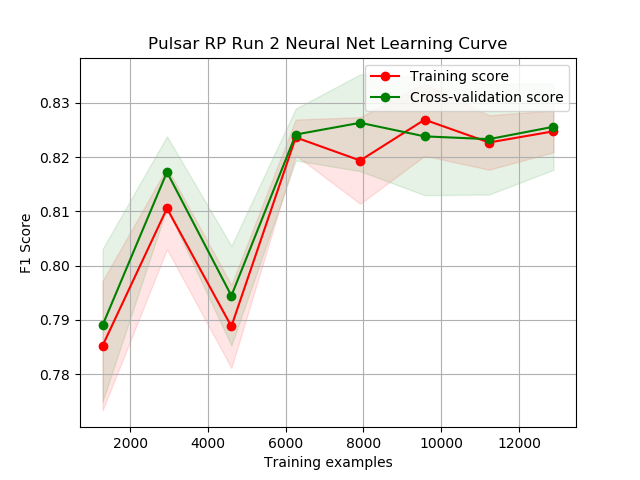 Pulsar RP Run 2 Neural Net Learning Curve
Training score
Cross-validation score
F1 Score
0.83
0.82
0.81
0.80
0.79
0.78
2000 4000 6000 8000 10000 12000
Training examples